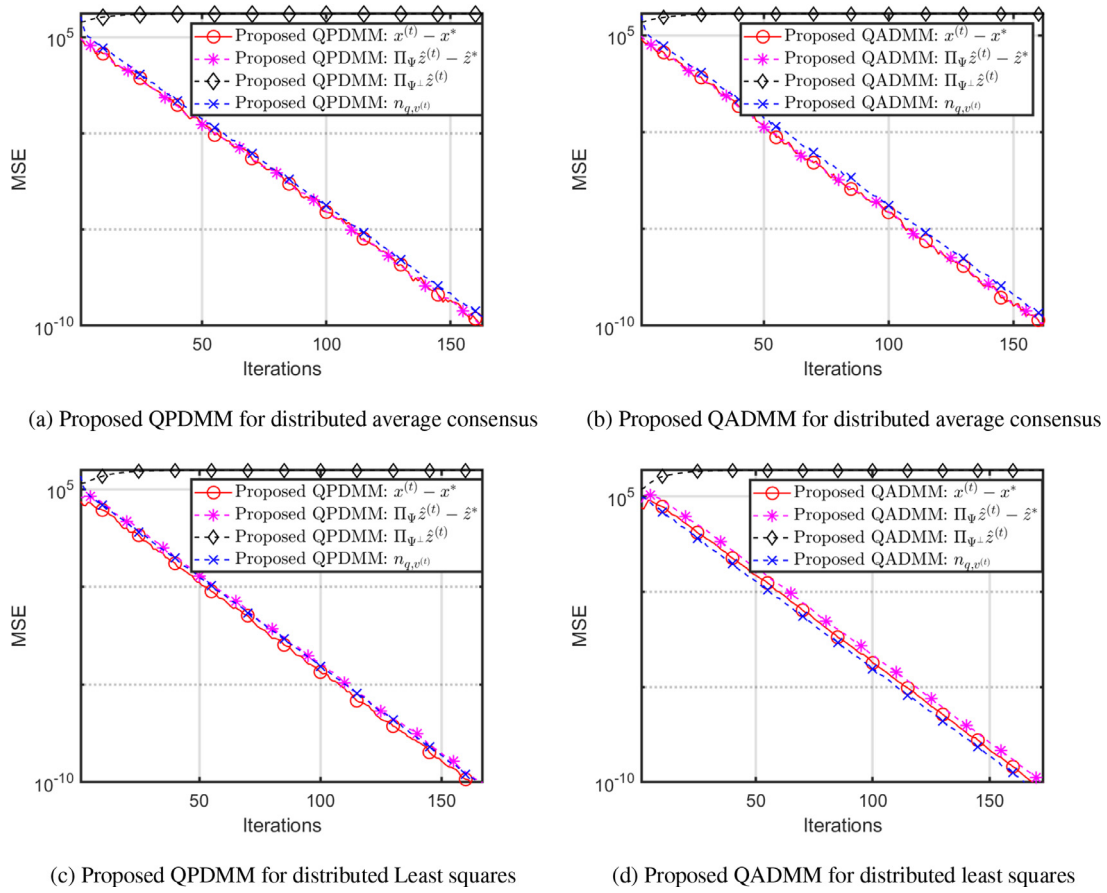 10^5
10^-10
MSE
50
100
150
Iterations
Proposed QPDMM: x^(t) − x*
Proposed QPDMM: Π_Ψ ẑ^(t) − ẑ*
Proposed QPDMM: Π_Ψ⊥ ẑ^(t)
Proposed QPDMM: n_q,v^(t)
(a) Proposed QPDMM for distributed average consensus
10^5
10^-10
MSE
50
100
150
Iterations
Proposed QADMM: x^(t) − x*
Proposed QADMM: Π_Ψ ẑ^(t) − ẑ*
Proposed QADMM: Π_Ψ⊥ ẑ^(t)
Proposed QADMM: n_q,v^(t)
(b) Proposed QADMM for distributed average consensus
10^5
10^-10
MSE
50
100
150
Iterations
Proposed QPDMM: x^(t) − x*
Proposed QPDMM: Π_Ψ ẑ^(t) − ẑ*
Proposed QPDMM: Π_Ψ⊥ ẑ^(t)
Proposed QPDMM: n_q,v^(t)
(c) Proposed QPDMM for distributed Least squares
10^5
10^-10
MSE
50
100
150
Iterations
Proposed QADMM: x^(t) − x*
Proposed QADMM: Π_Ψ ẑ^(t) − ẑ*
Proposed QADMM: Π_Ψ⊥ ẑ^(t)
Proposed QADMM: n_q,v^(t)
(d) Proposed QADMM for distributed least squares